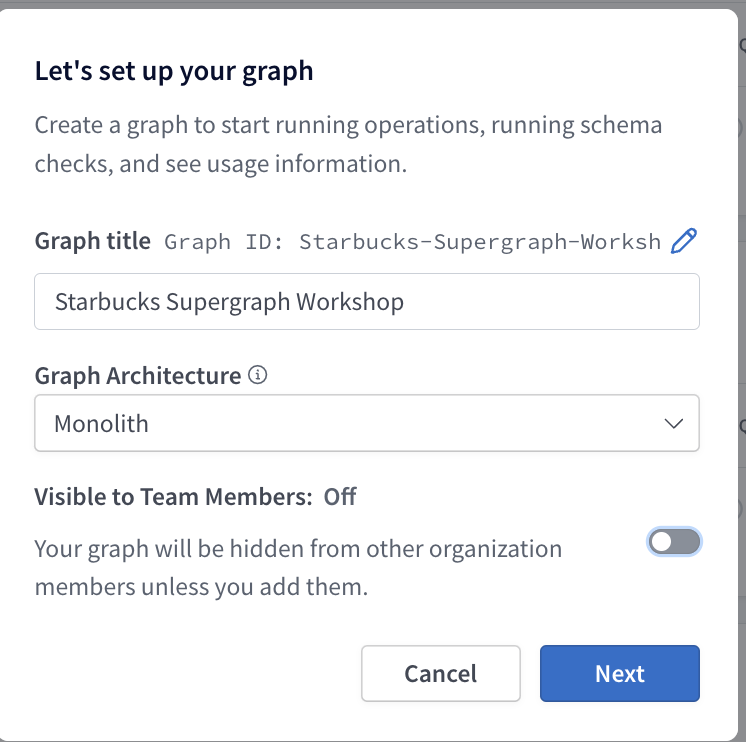 Let's set up your graph
Create a graph to start running operations, running schema
checks, and see usage information.
Graph title Graph ID: Starbucks-Supergraph-Worksh
Starbucks Supergraph Workshop
Graph Architecture
Monolith
Visible to Team Members: Off
Your graph will be hidden from other organization
members unless you add them.
Cancel Next